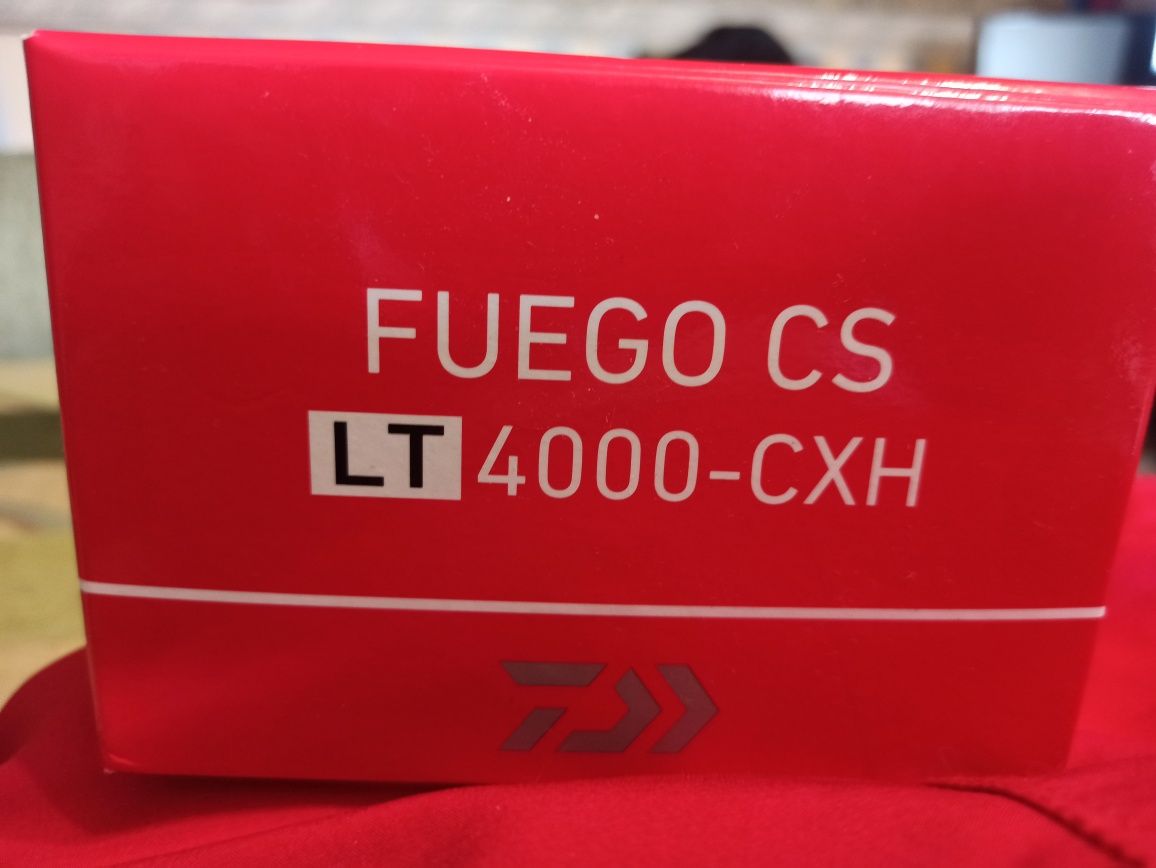 FUEGO CS
LT 4000-CXH